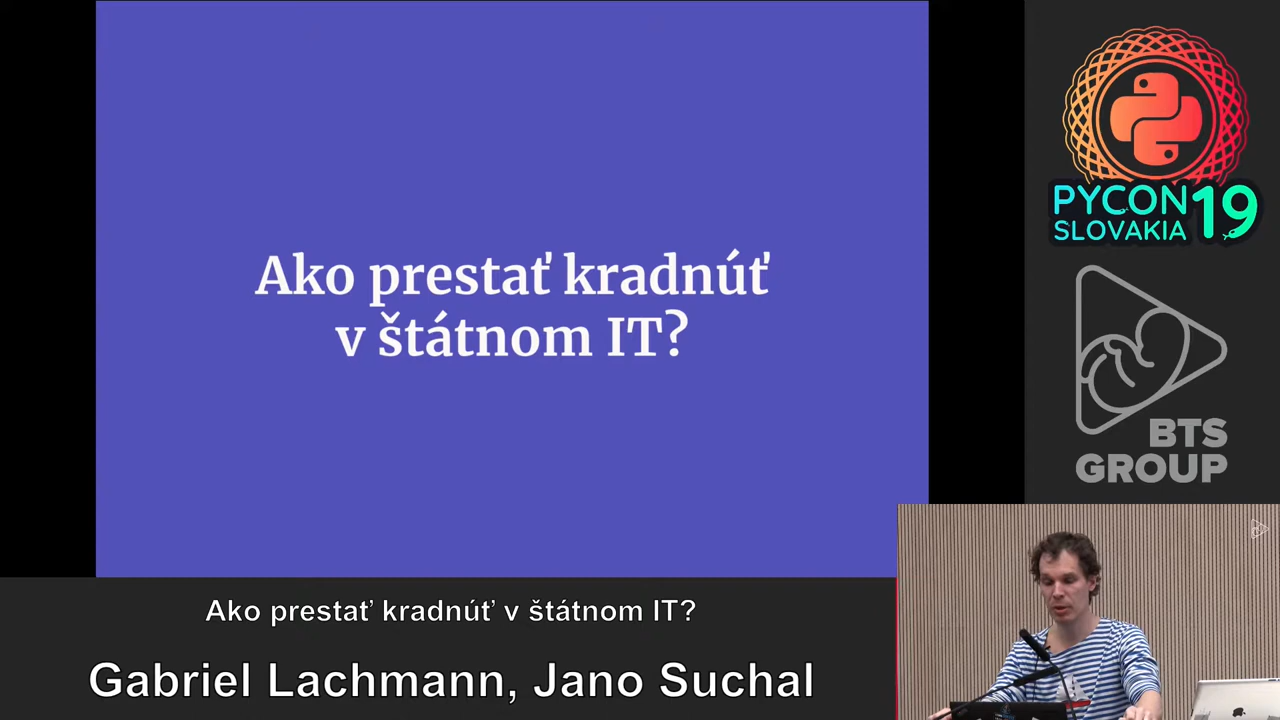 Ako prestať kradnúť
v štátnom IT?
PYCON 19
SLOVAKIA
BTS
GROUP
Ako prestať kradnúť v štátnom IT?
Gabriel Lachmann, Jano Suchal